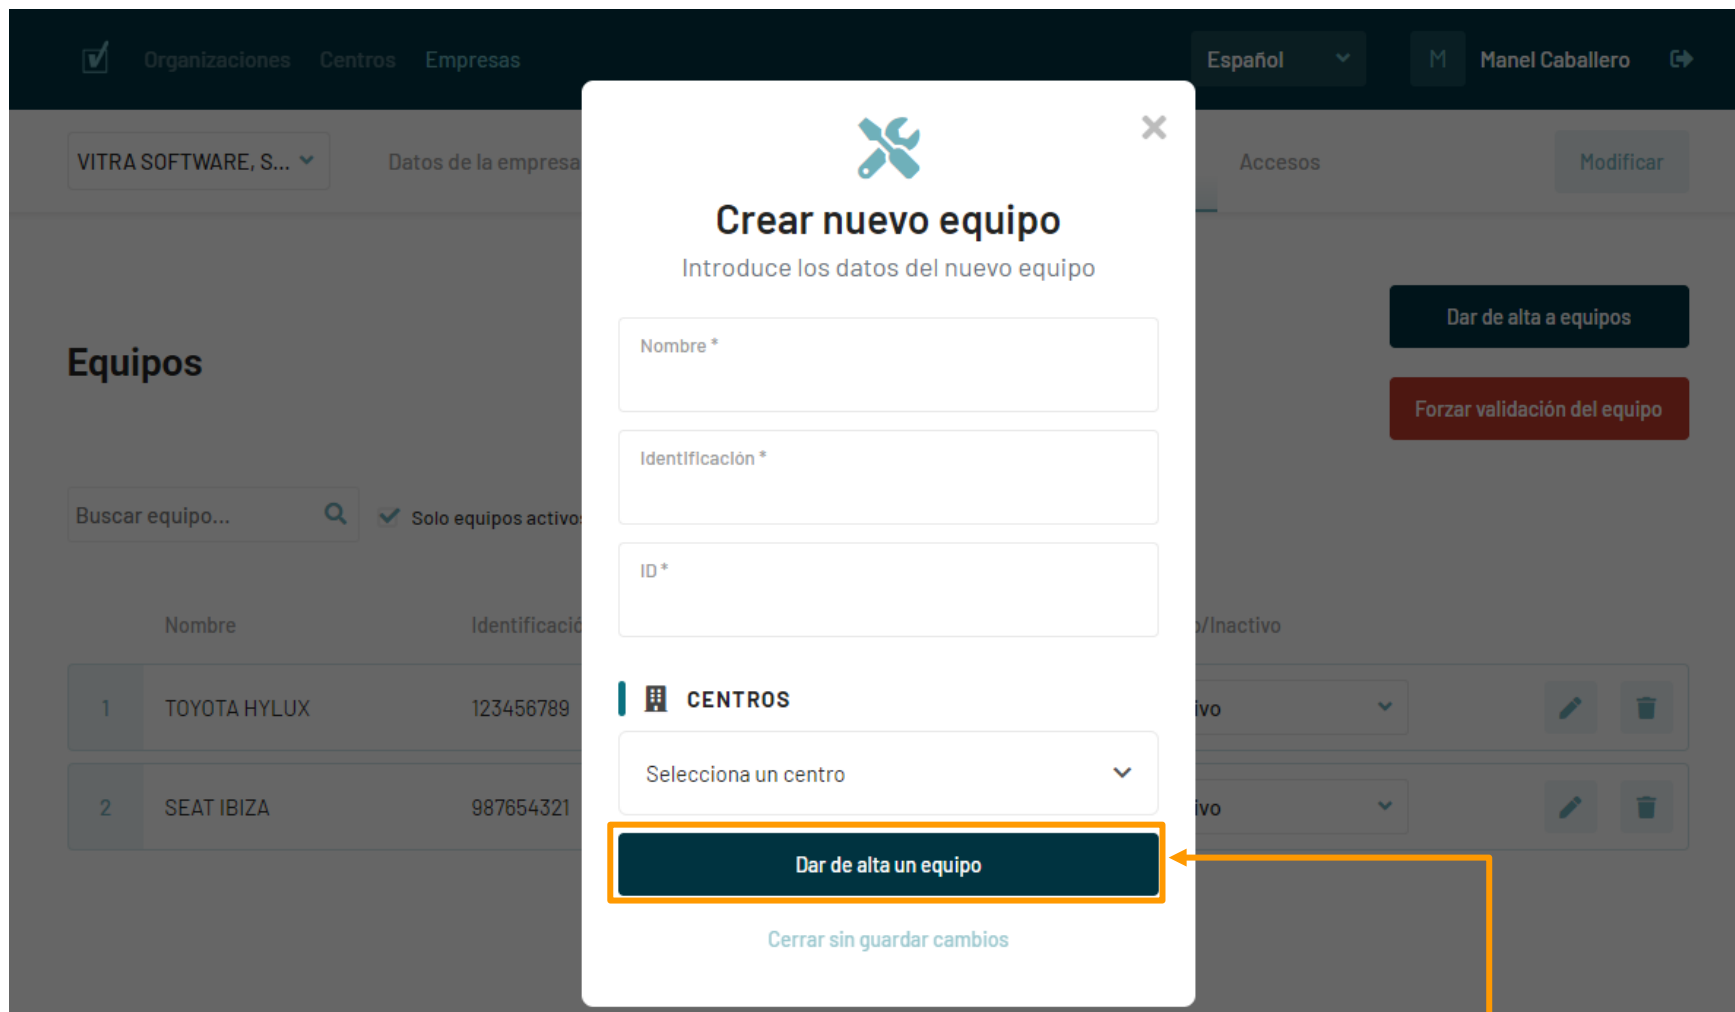 Organizaciones Centros Empresas Español M Manel Caballero
VITRA SOFTWARE, S... Datos de la empresa Accesos Modificar
Crear nuevo equipo
Introduce los datos del nuevo equipo
Dar de alta a equipos
Equipos
Nombre *
Forzar validación del equipo
Identificación *
Buscar equipo... Solo equipos activos
ID *
Nombre Identificació o/Inactivo
CENTROS
1 TOYOTA HYLUX 123456789 ivo
Selecciona un centro
2 SEAT IBIZA 987654321 ivo
Dar de alta un equipo
Cerrar sin guardar cambios